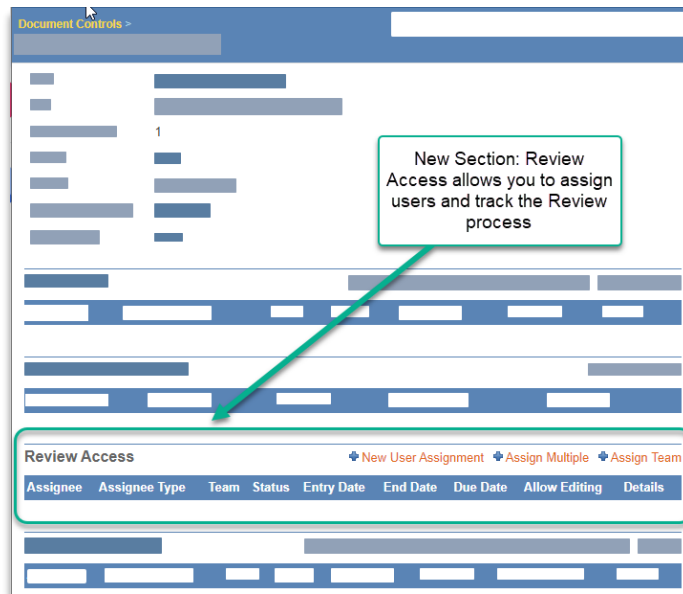 Document Controls >
1
New Section: Review
Access allows you to assign
users and track the Review
process
Review Access New User Assignment Assign Multiple Assign Team
Assignee Assignee Type Team Status Entry Date End Date Due Date Allow Editing Details